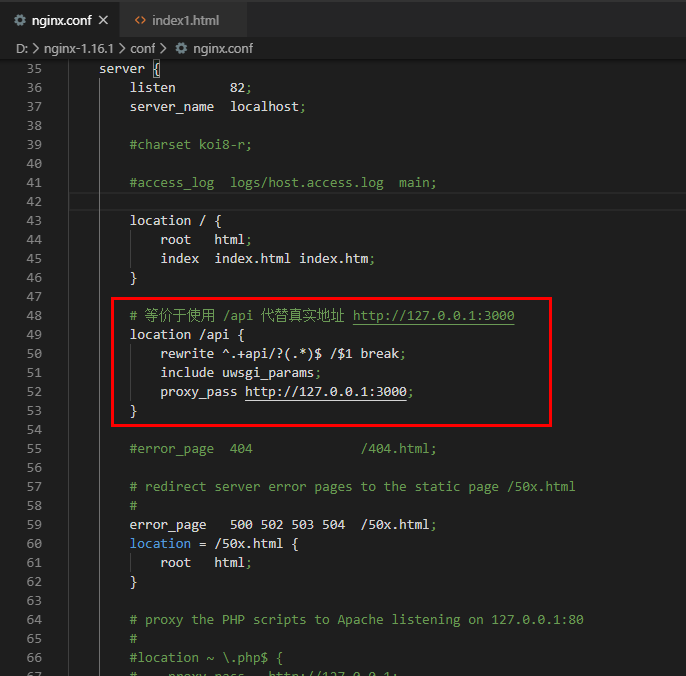 nginx.conf index1.html
D: > nginx-1.16.1 > conf > nginx.conf
35 server {
36 listen 82;
37 server_name localhost;
38
39 #charset koi8-r;
40
41 #access_log logs/host.access.log main;
42
43 location / {
44 root html;
45 index index.html index.htm;
46 }
47
48 # 等价于使用 /api 代替真实地址 http://127.0.0.1:3000
49 location /api {
50 rewrite ^.+api/?(.*)$ /$1 break;
51 include uwsgi_params;
52 proxy_pass http://127.0.0.1:3000;
53 }
54
55 #error_page 404 /404.html;
56
57 # redirect server error pages to the static page /50x.html
58 #
59 error_page 500 502 503 504 /50x.html;
60 location = /50x.html {
61 root html;
62 }
63
64 # proxy the PHP scripts to Apache listening on 127.0.0.1:80
65 #
66 #location ~ \.php$ {
67 # proxy_pass http://127.0.0.1;